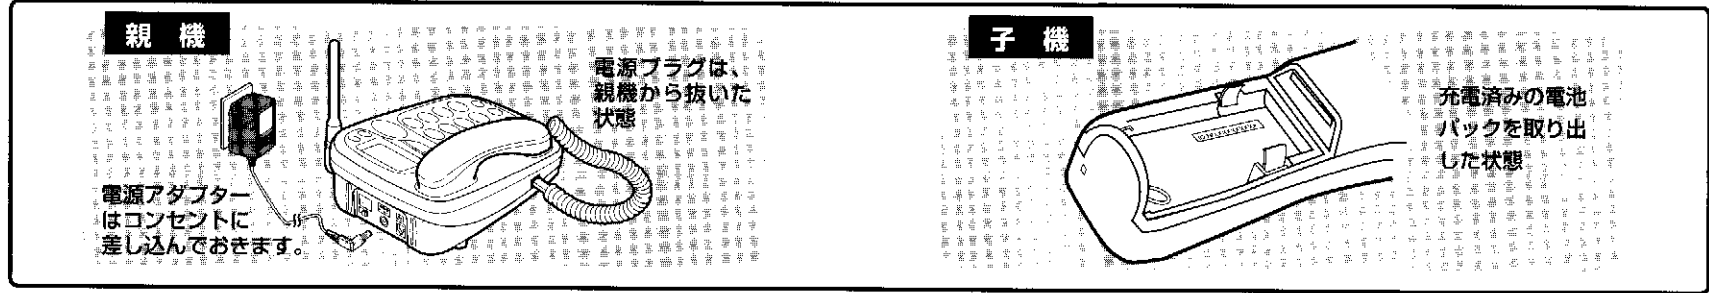 親 機
電源プラグは、
親機から抜いた
状態
電源アダプター
はコンセントに
差し込んでおきます。
子 機
充電済みの電池
パックを取り出
した状態